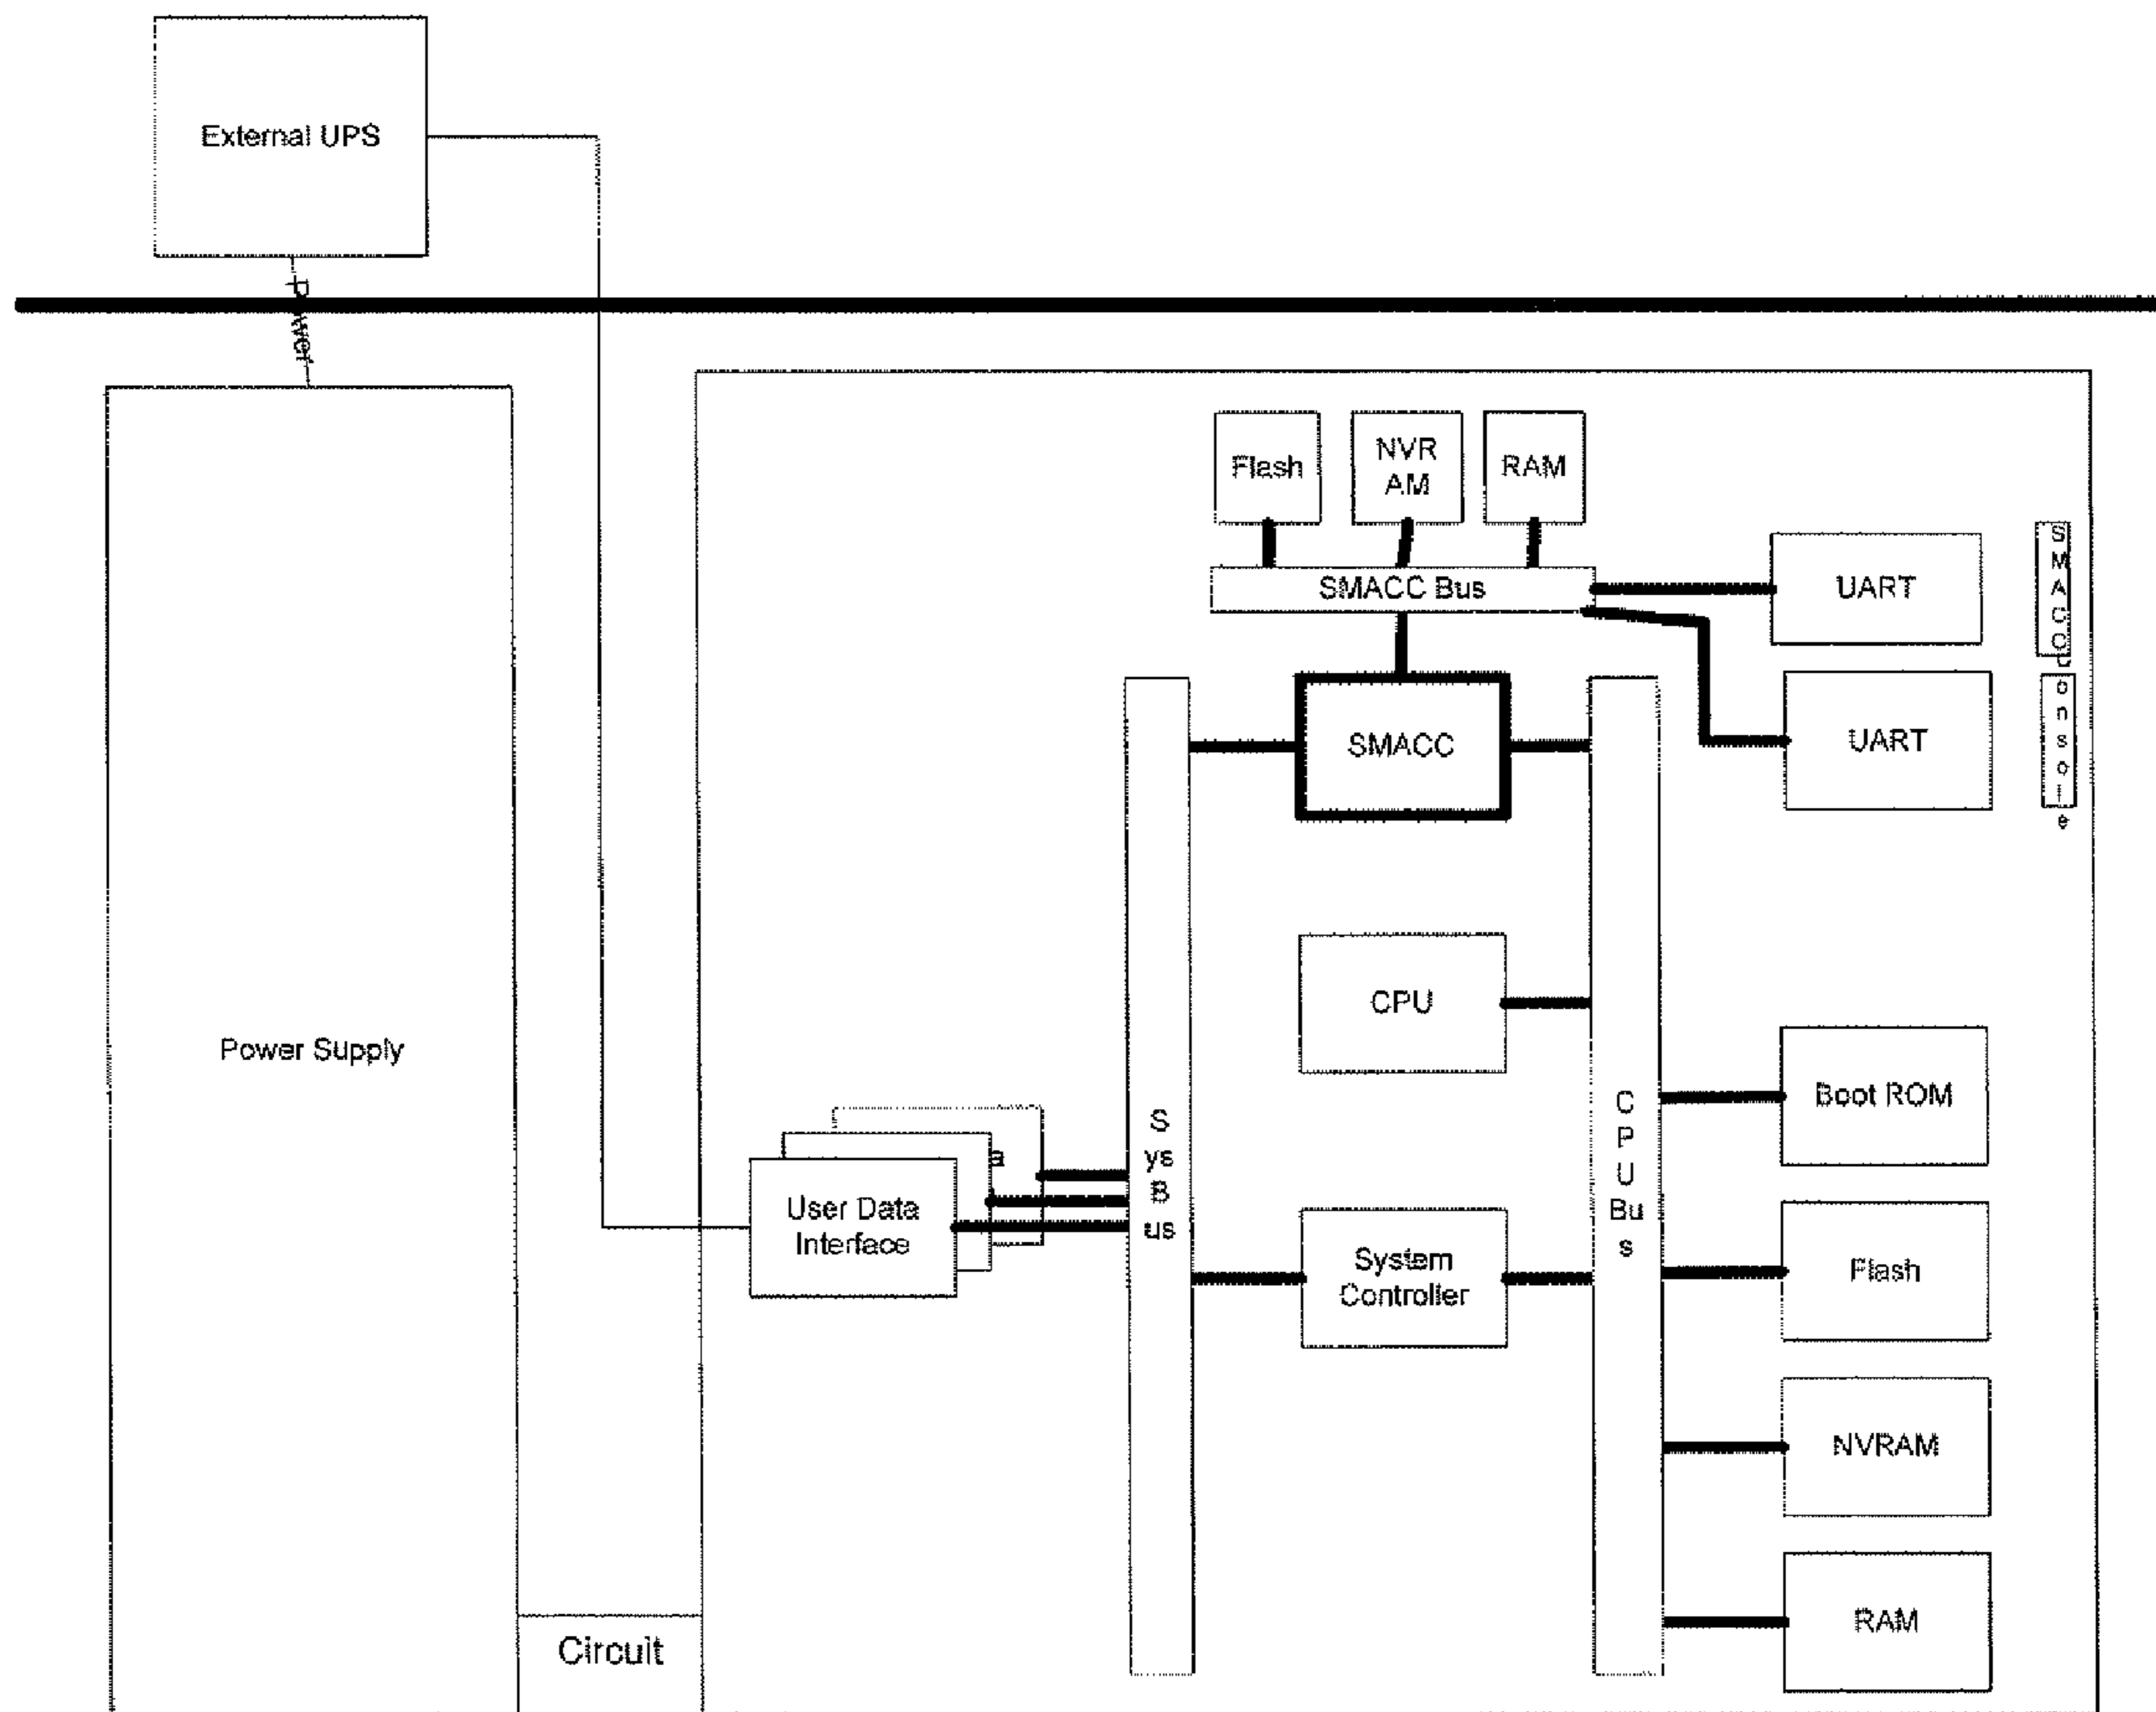 External UPS
Power
Flash
NVR
AM
RAM
SMACC Bus
UART
S
M
A
C
C
SMACC
UART
C
o
n
s
o
l
e
CPU
Power Supply
Boot ROM
S
ys
B
us
C
P
U
Bu
s
a
User Data
Interface
System
Controller
Flash
NVRAM
RAM
Circuit